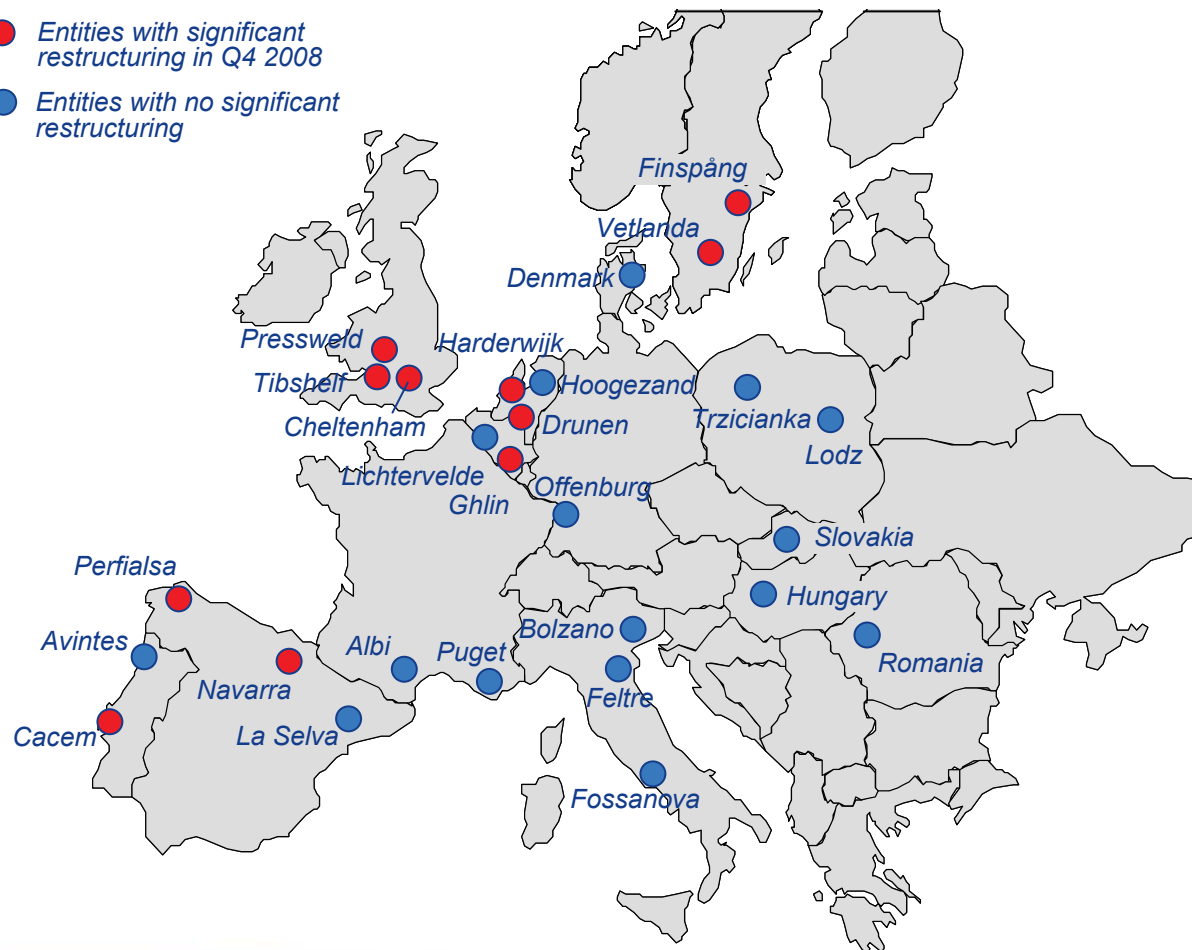 Entities with significant
restructuring in Q4 2008
Entities with no significant
restructuring
Finspång
Vetlanda
Denmark
Pressweld
Harderwijk
Tibshelf
Hoogezand
Cheltenham
Drunen
Trzicianka
Lodz
Lichtervelde
Ghlin
Offenburg
Slovakia
Perfialsa
Hungary
Avintes
Albi
Puget
Bolzano
Romania
Navarra
Feltre
Cacem
La Selva
Fossanova